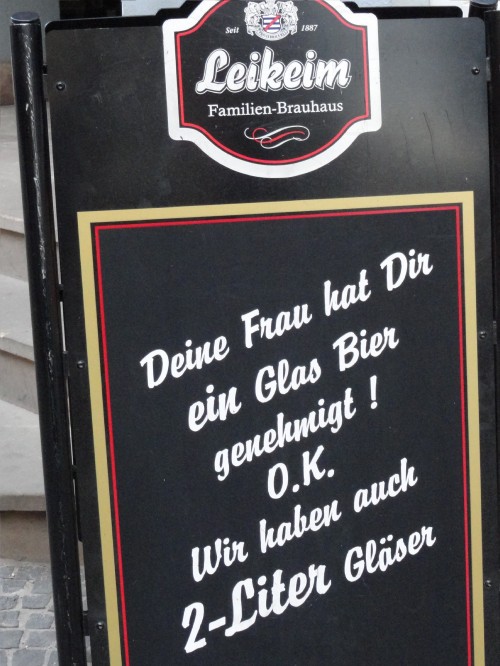 Seit 1887
Leikeim
Familien-Brauhaus
Deine Frau hat Dir
ein Glas Bier
genehmigt !
O.K.
Wir haben auch
2-Liter Gläser